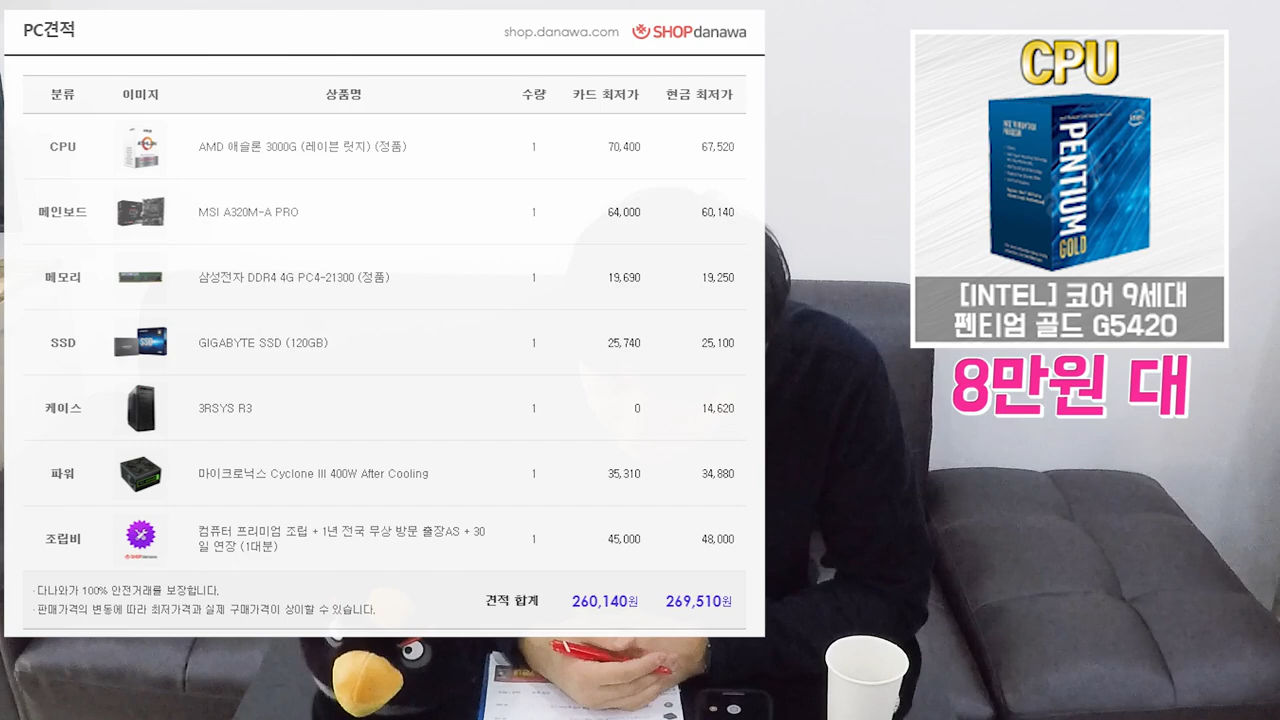 PC견적
shop.danawa.com SHOPdanawa
분류 이미지 상품명 수량 카드 최저가 현금 최저가
CPU AMD 애슬론 3000G (레이븐 릿지) (정품) 1 70,400 67,520
메인보드 MSI A320M-A PRO 1 64,000 60,140
메모리 삼성전자 DDR4 4G PC4-21300 (정품) 1 19,690 19,250
SSD GIGABYTE SSD (120GB) 1 25,740 25,100
케이스 3RSYS R3 1 0 14,620
파워 마이크로닉스 Cyclone III 400W After Cooling 1 35,310 34,880
조립비 컴퓨터 프리미엄 조립 + 1년 전국 무상 방문 출장AS + 30
일 연장 (1대분) 1 45,000 48,000
· 다나와가 100% 안전거래를 보장합니다.
· 판매가격의 변동에 따라 최저가격과 실제 구매가격이 상이할 수 있습니다.
견적 합계 260,140원 269,510원
CPU
PENTIUM
GOLD
[INTEL] 코어 9세대
펜티엄 골드 G5420
8만원 대